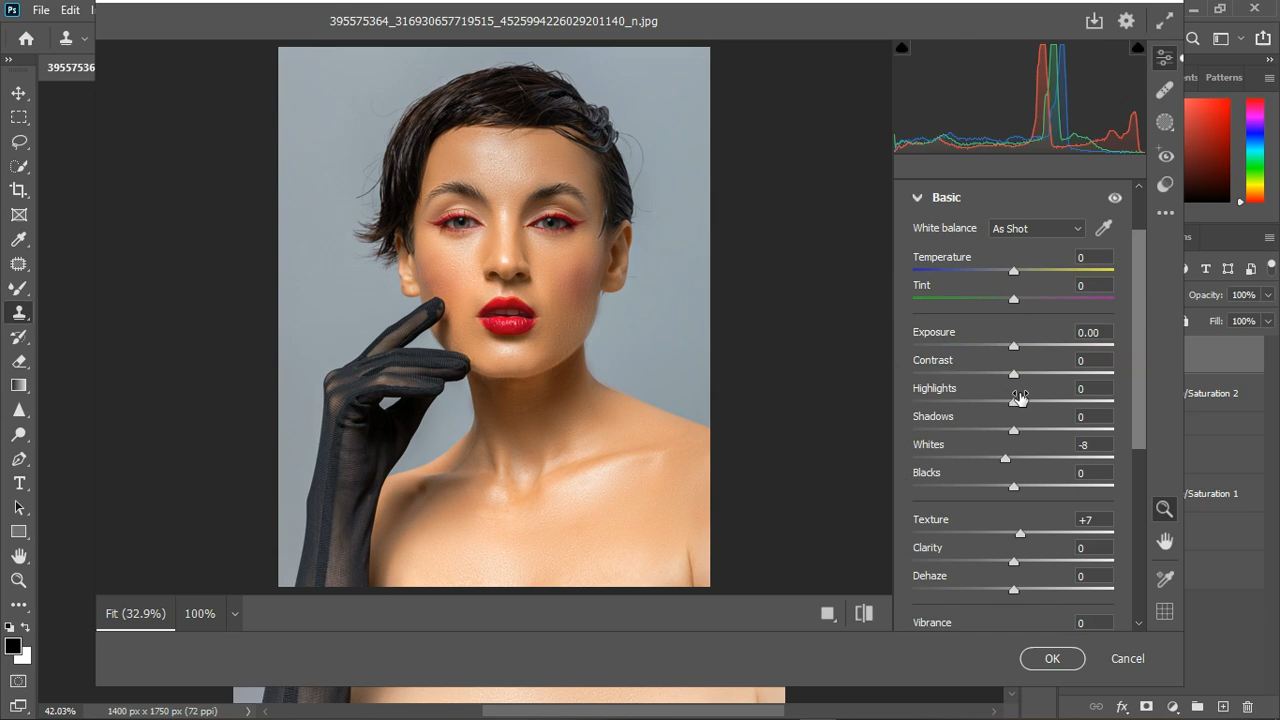 Ps File Edit
395575364_316930657719515_4525994226029201140_n.jpg
39557536
Patterns
Basic
White balance As Shot
Temperature 0
Tint 0
Exposure 0.00
Contrast 0
Highlights 0
Shadows 0
Whites -8
Blacks 0
Texture +7
Clarity 0
Dehaze 0
Vibrance 0
Opacity: 100%
Fill: 100%
/Saturation 2
/Saturation 1
Fit (32.9%) 100%
OK Cancel
42.03% 1400 px x 1750 px (72 ppi)